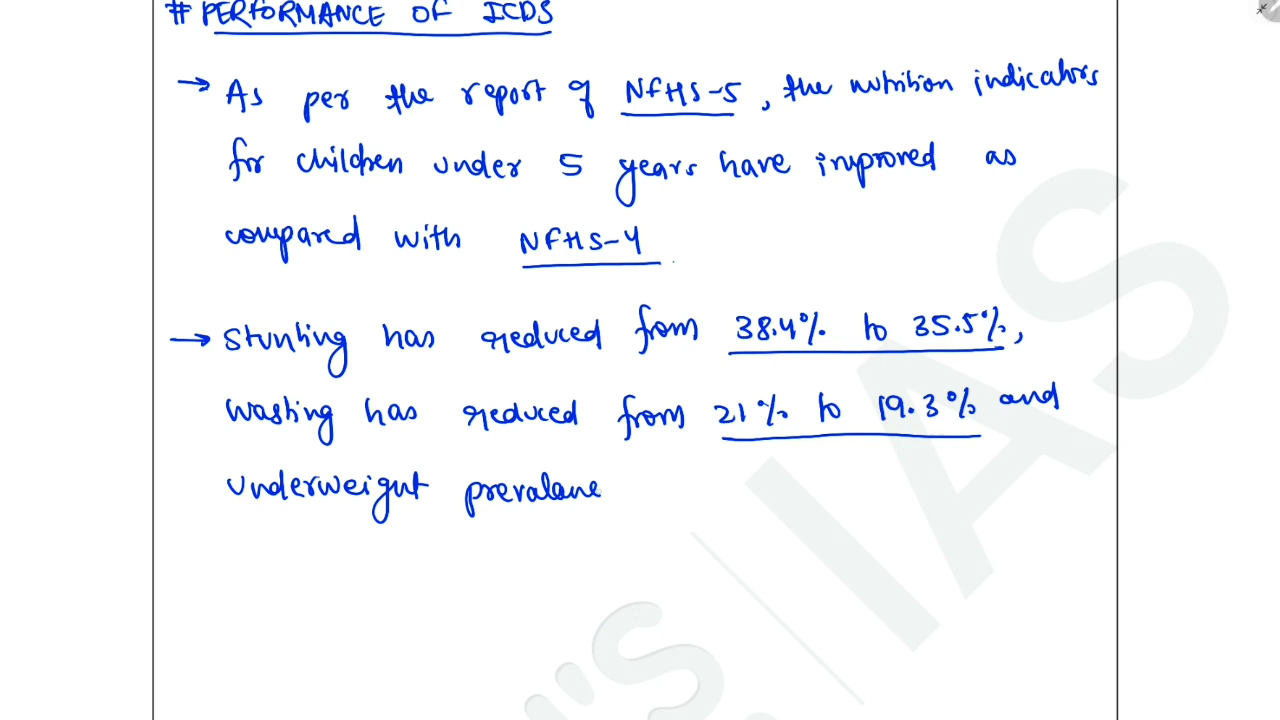 # PERFORMANCE OF ICDS
→ As per the report of NFHS-5, the nutrition indicators
for children under 5 years have improved as
compared with NFHS-4
→ Stunting has reduced from 38.4% to 35.5%,
wasting has reduced from 21% to 19.3% and
underweight prevalane
'S IAS